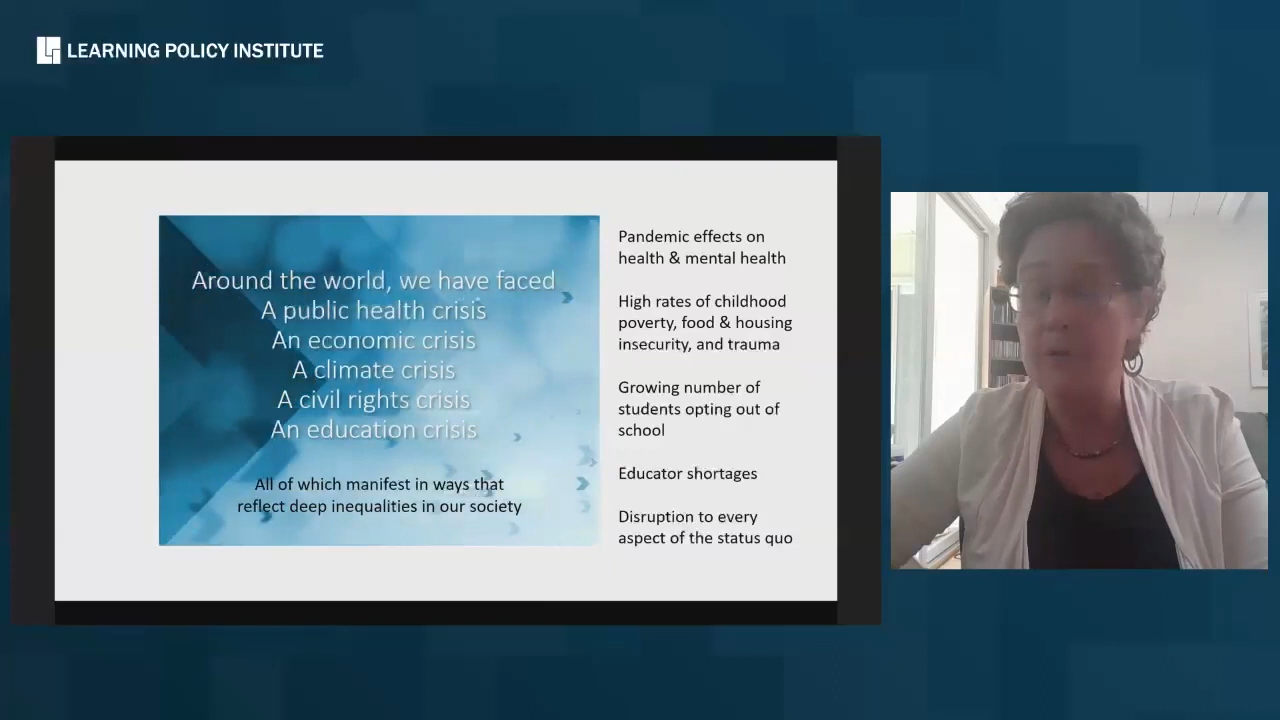 LEARNING POLICY INSTITUTE
Around the world, we have faced
A public health crisis
An economic crisis
A climate crisis
A civil rights crisis
An education crisis
All of which manifest in ways that
reflect deep inequalities in our society
Pandemic effects on
health & mental health
High rates of childhood
poverty, food & housing
insecurity, and trauma
Growing number of
students opting out of
school
Educator shortages
Disruption to every
aspect of the status quo